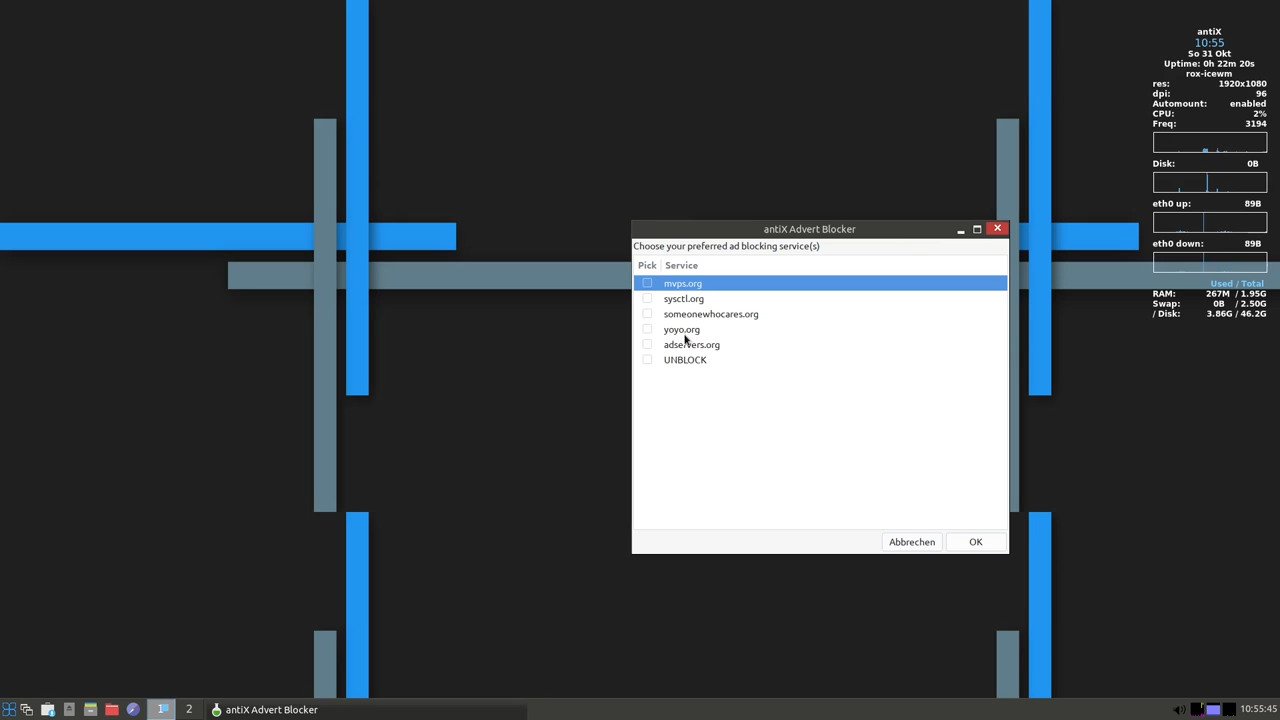 antiX
10:55
So 31 Okt
Uptime: 0h 22m 20s
rox-icewm
res: 1920x1080
dpi: 96
Automount: enabled
CPU: 2%
Freq: 3194
Disk: 0B
eth0 up: 89B
eth0 down: 89B
Used / Total
RAM: 267M / 1.95G
Swap: 0B / 2.50G
/ Disk: 3.86G / 46.2G
antiX Advert Blocker
Choose your preferred ad blocking service(s)
Pick Service
mvps.org
sysctl.org
someonewhocares.org
yoyo.org
adservers.org
UNBLOCK
Abbrechen OK
1 2 antiX Advert Blocker 10:55:45